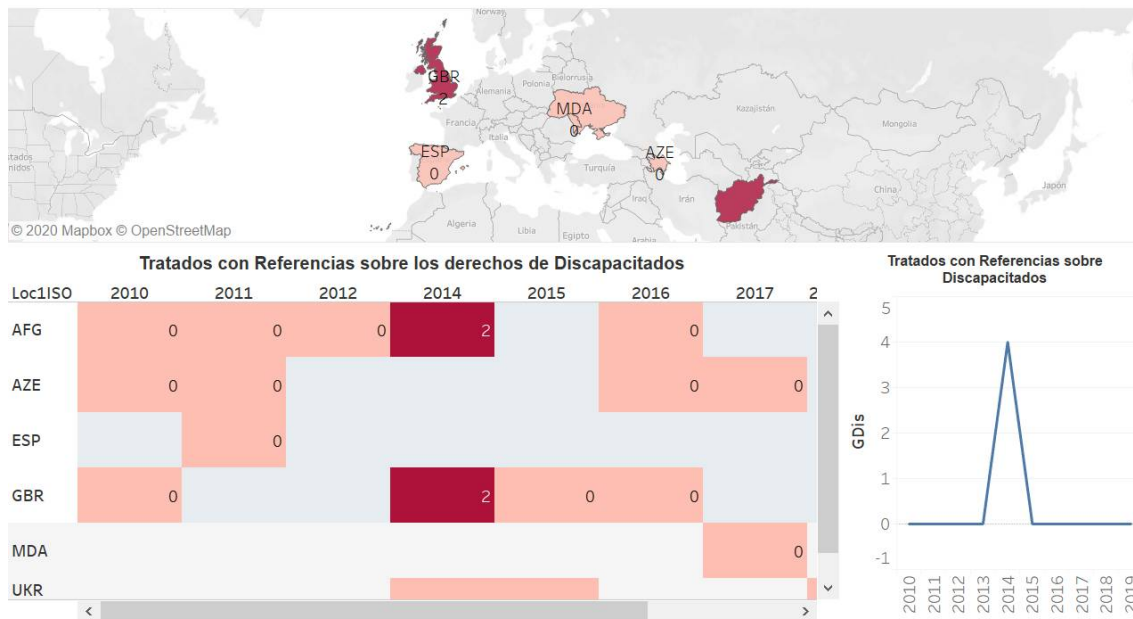 Norway
Bielorrusia
GBR
2
Polonia
Alemania
MDA
0
Kazajistán
Mongolia
Francia
Italia
ESP
0
AZE
0
Turquía
China
Japón
Irak
Irán
Pakistán
Argelia
Libia
Egipto
Arabia
© 2020 Mapbox © OpenStreetMap
Tratados con Referencias sobre los derechos de Discapacitados
Loc1ISO 2010 2011 2012 2014 2015 2016 2017 2
AFG 0 0 0 2 0
AZE 0 0 0 0
ESP 0
GBR 0 2 0 0
MDA 0
UKR
Tratados con Referencias sobre
Discapacitados
GDis
5
4
3
2
1
0
-1
2010 2011 2012 2013 2014 2015 2016 2017 2018 2019